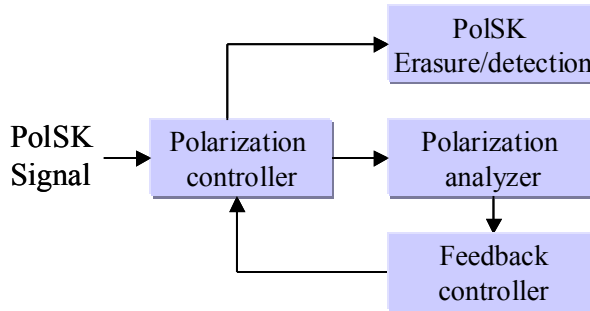 PolSK
Erasure/detection
PolSK
Signal
Polarization
controller
Polarization
analyzer
Feedback
controller